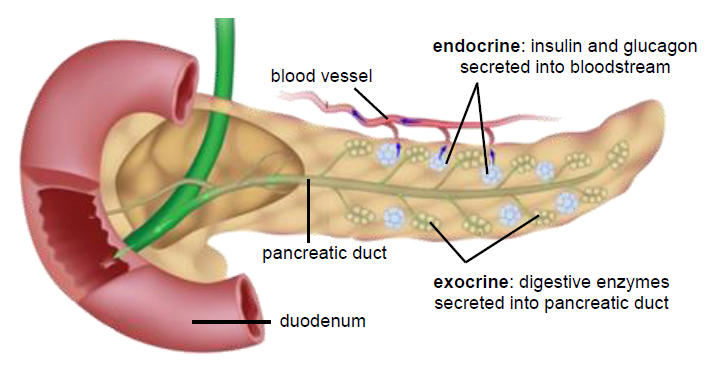 endocrine: insulin and glucagon
secreted into bloodstream
blood vessel
pancreatic duct
exocrine: digestive enzymes
secreted into pancreatic duct
duodenum